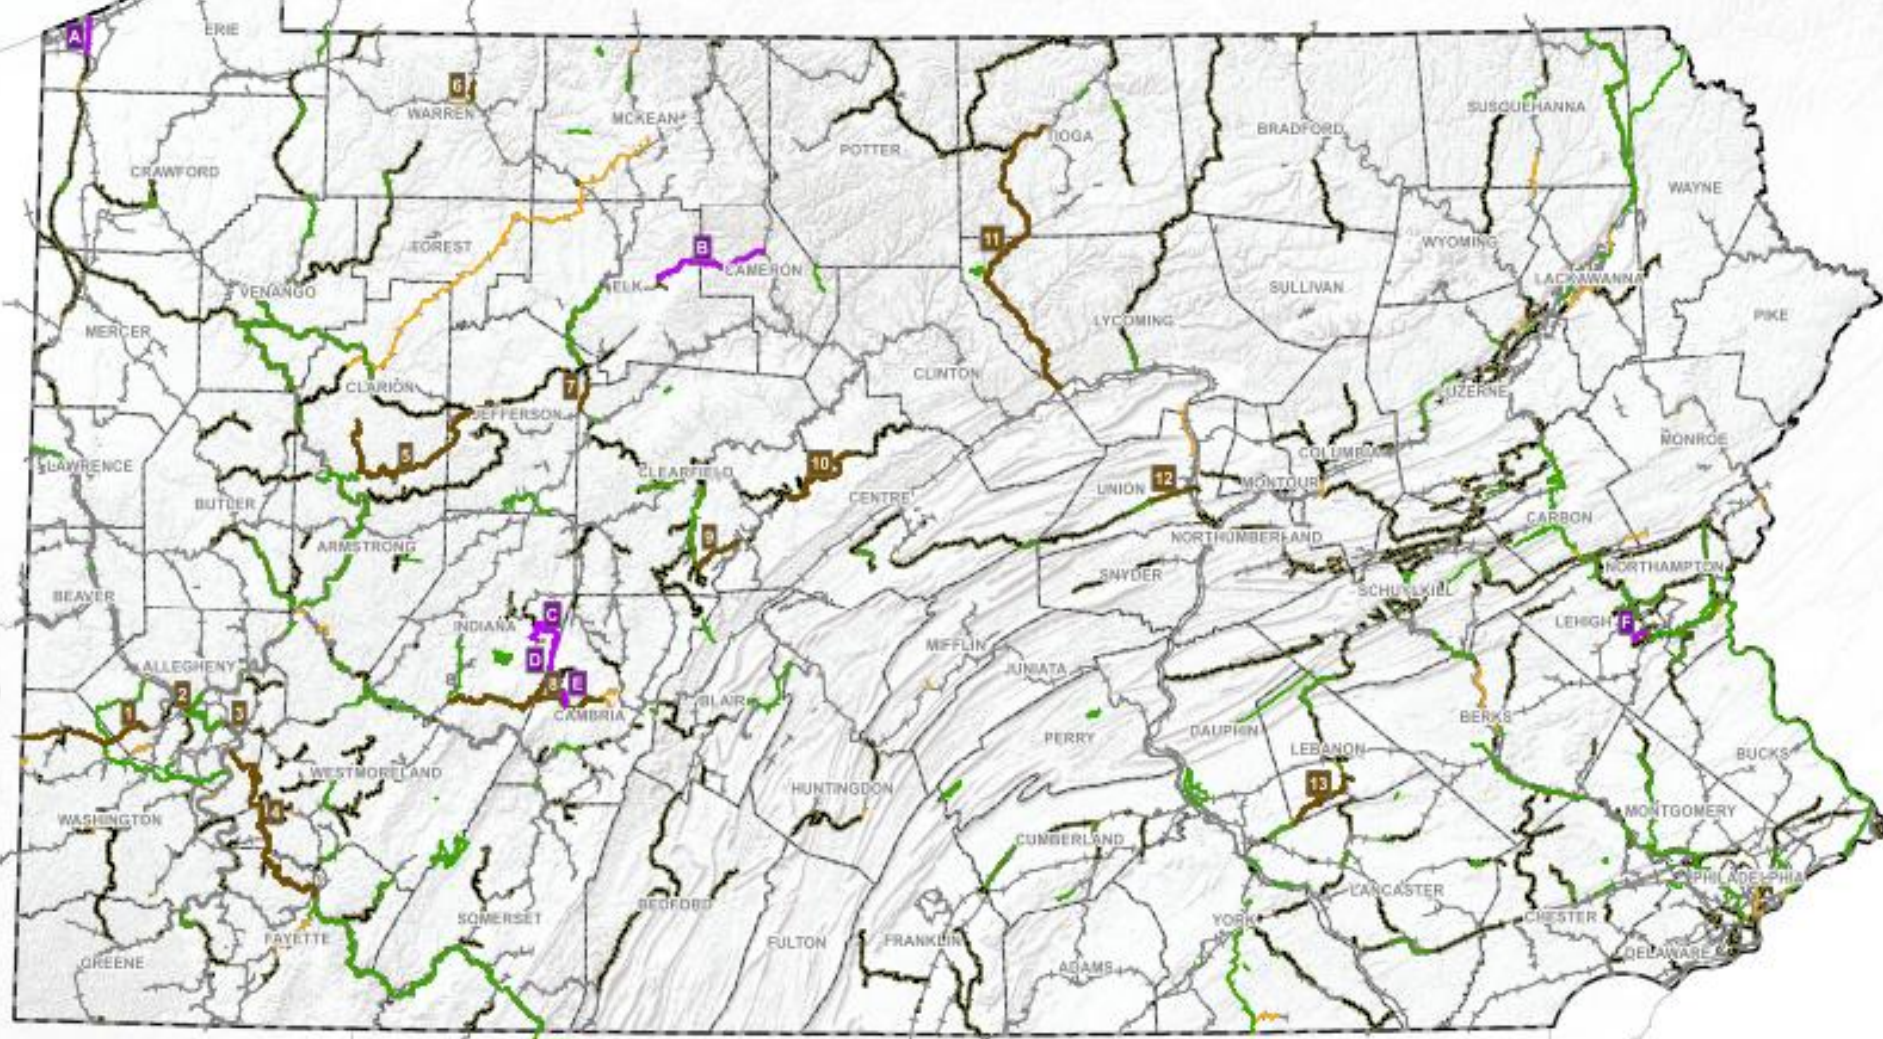 A
ERIE
6
WARREN
MCKEAN
SUSQUEHANNA
POTTER
TIOGA
BRADFORD
CRAWFORD
WAYNE
FOREST
B
11
WYOMING
CAMERON
LACKAWANNA
ELK
VENANGO
SULLIVAN
MERCER
LYCOMING
PIKE
CLARION
7
CLINTON
UZERNE
JEFFERSON
MONROE
5
10
COLUMBIA
LAWRENCE
CLEARFIELD
12
BUTLER
CENTRE
UNION
MONTOUR
CARBON
9
ARMSTRONG
NORTHUMBERLAND
NORTHAMPTON
SNYDER
BEAVER
SCHUYLKILL
C
INDIANA
LEHIGH
F
MIFFLIN
D
ALLEGHENY
JUNIATA
2
8
E
1
3
CAMBRIA
BLAIR
BERKS
PERRY
DAUPHIN
LEBANON
BUCKS
WESTMORELAND
HUNTINGDON
13
4
WASHINGTON
MONTGOMERY
CUMBERLAND
PHILADELPHIA
LANCASTER
BEDFORD
SOMERSET
YORK
CHESTER
FAYETTE
FULTON
FRANKLIN
GREENE
ADAMS
DELAWARE